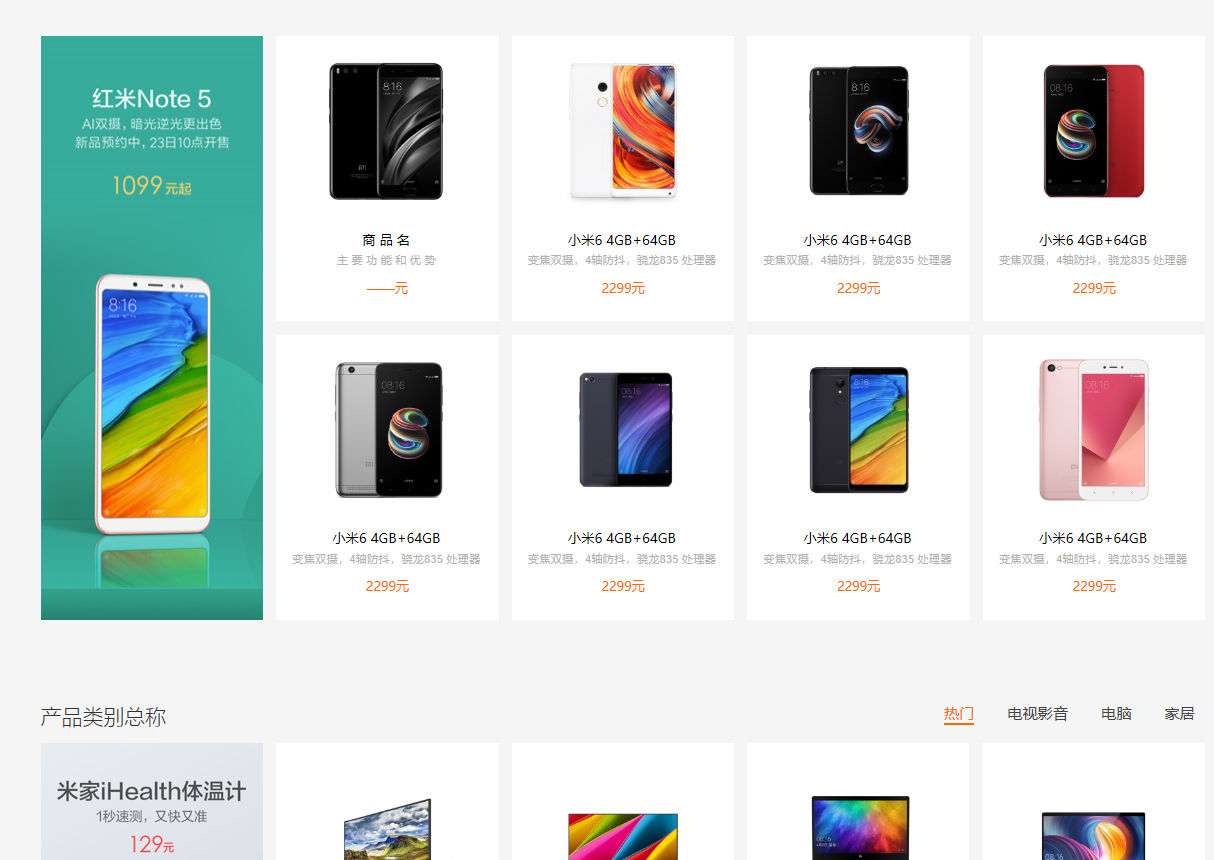 红米Note 5
AI双摄，暗光逆光更出色
新品预约中，23日10点开售
1099元起
8:16
商 品 名
主 要 功 能 和 优 势
——元
小米6 4GB+64GB
变焦双摄，4轴防抖，骁龙835 处理器
2299元
小米6 4GB+64GB
变焦双摄，4轴防抖，骁龙835 处理器
2299元
小米6 4GB+64GB
变焦双摄，4轴防抖，骁龙835 处理器
2299元
小米6 4GB+64GB
变焦双摄，4轴防抖，骁龙835 处理器
2299元
小米6 4GB+64GB
变焦双摄，4轴防抖，骁龙835 处理器
2299元
小米6 4GB+64GB
变焦双摄，4轴防抖，骁龙835 处理器
2299元
小米6 4GB+64GB
变焦双摄，4轴防抖，骁龙835 处理器
2299元
产品类别总称
热门 电视影音 电脑 家居
米家iHealth体温计
1秒速测，又快又准
129元